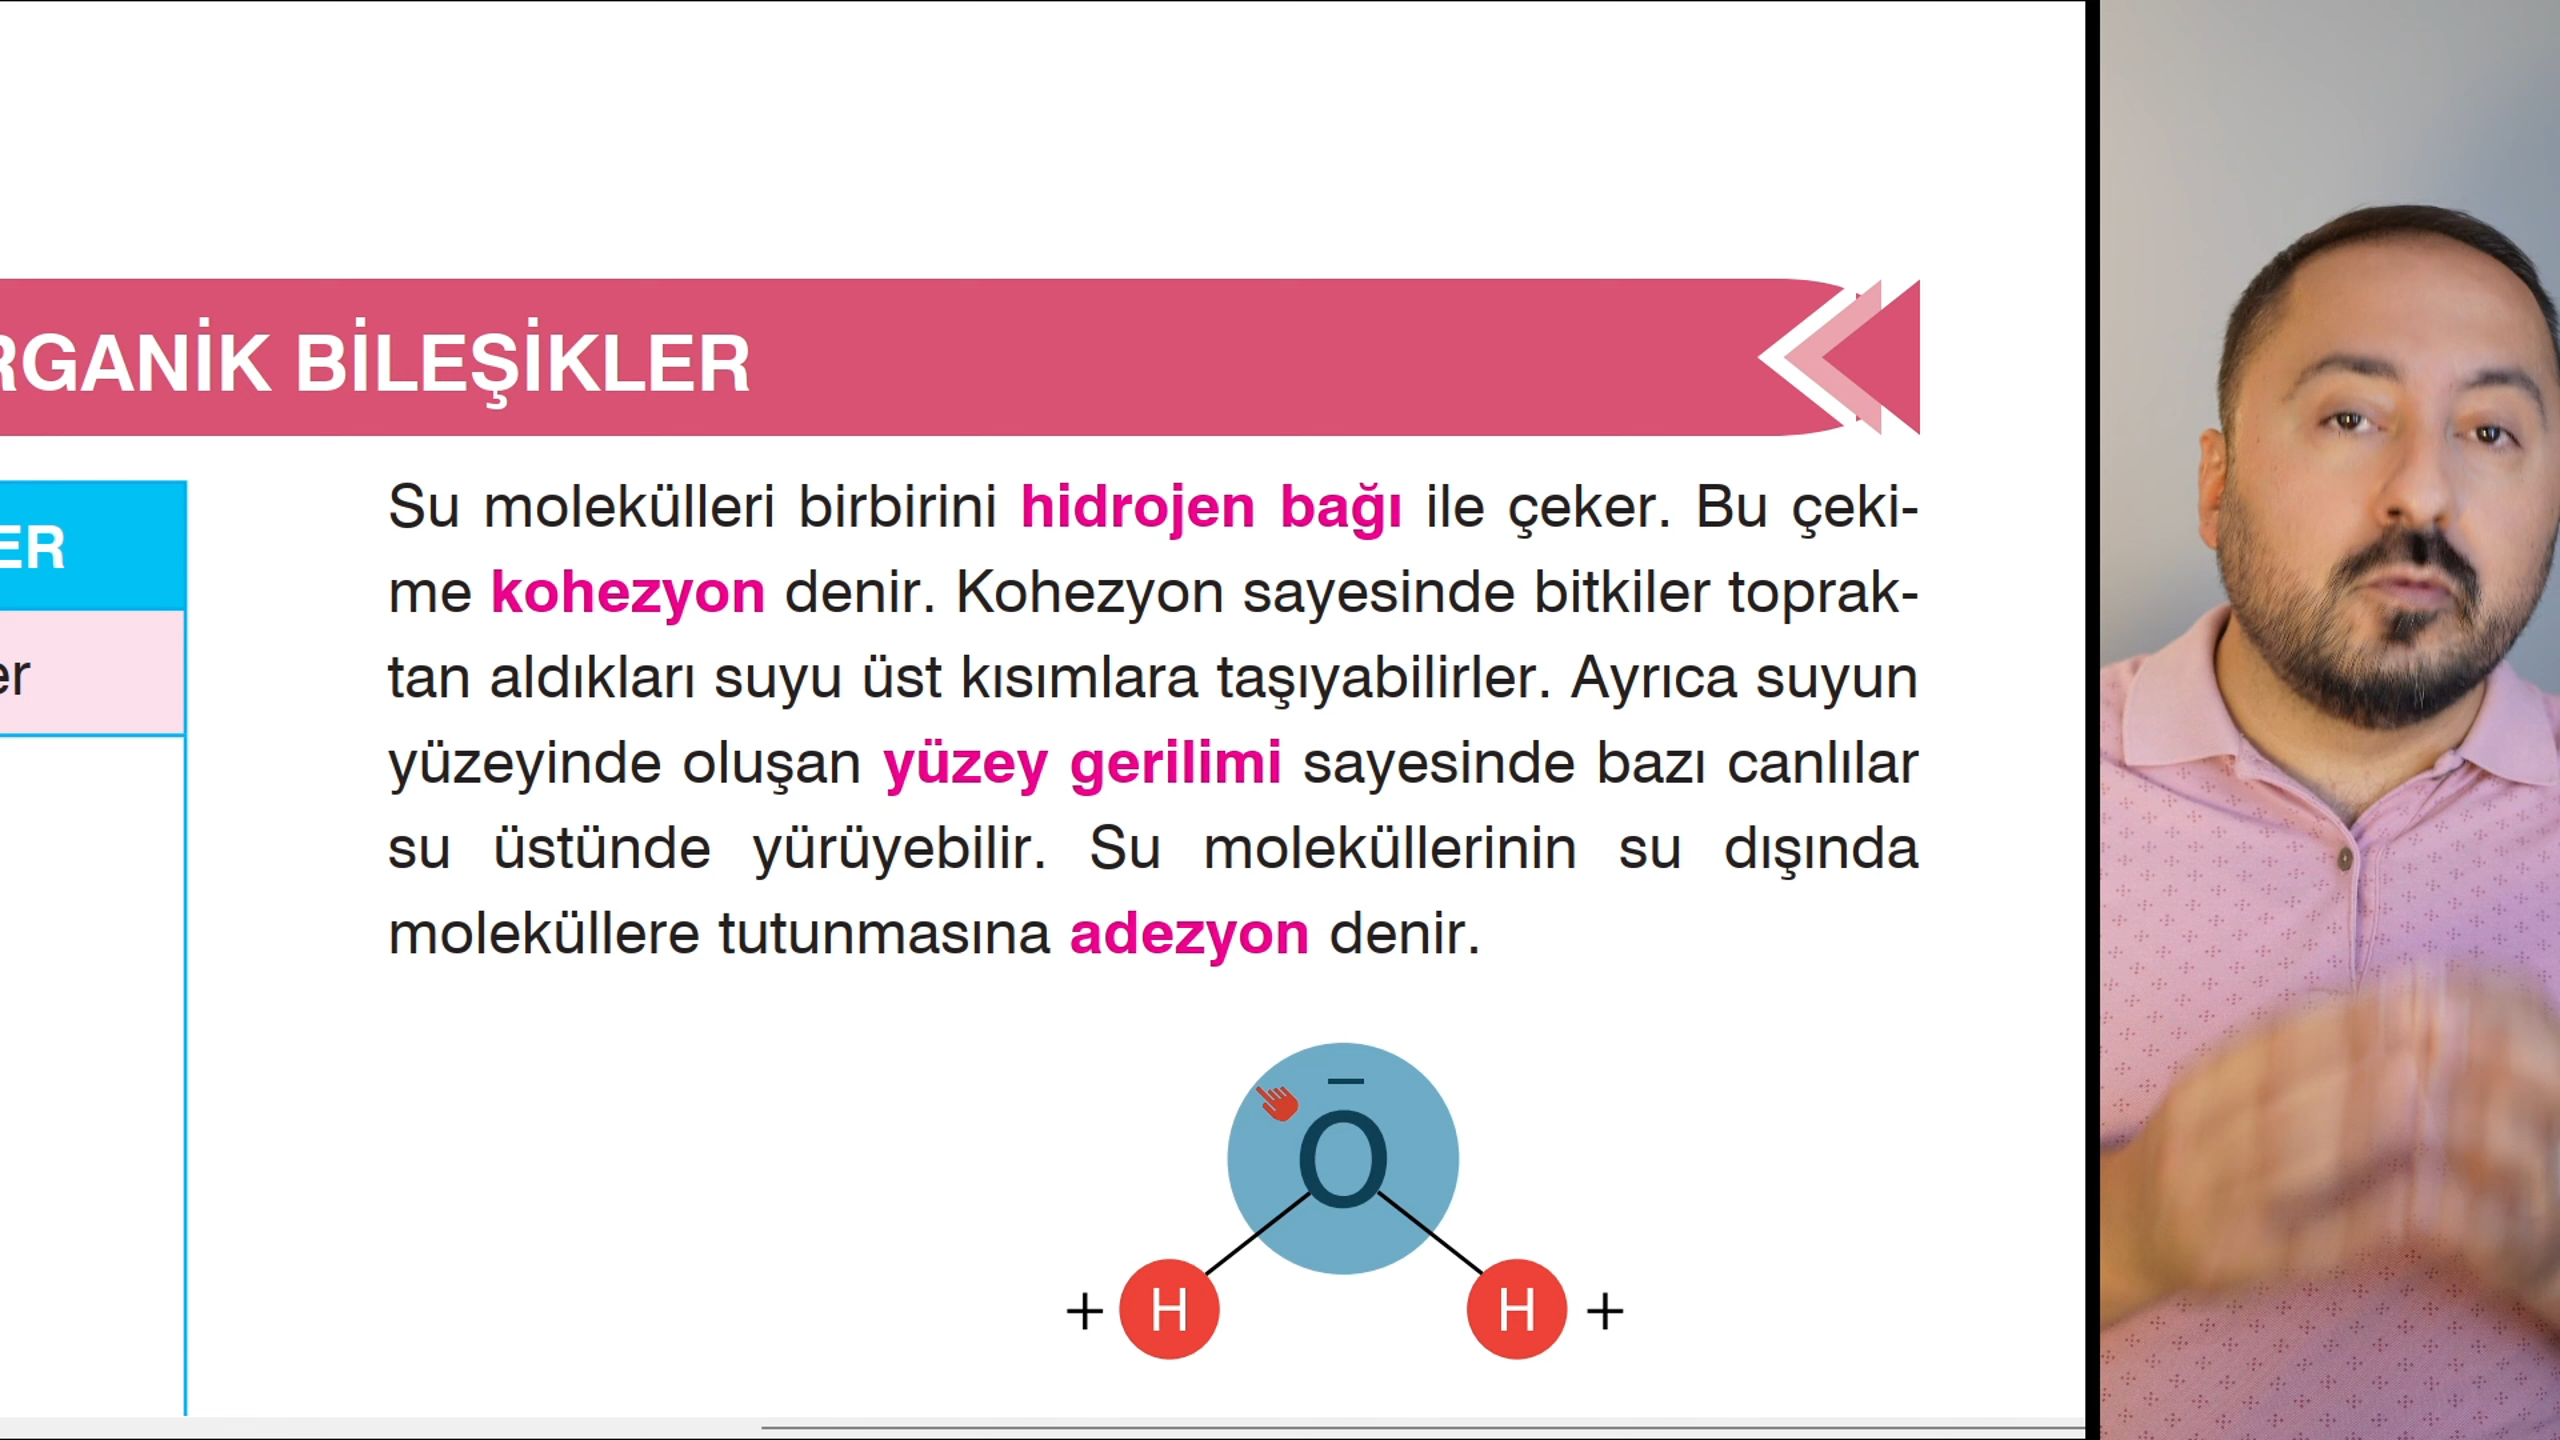 RGANİK BİLEŞİKLER
ER
er
Su molekülleri birbirini hidrojen bağı ile çeker. Bu çeki-
me kohezyon denir. Kohezyon sayesinde bitkiler toprak-
tan aldıkları suyu üst kısımlara taşıyabilirler. Ayrıca suyun
yüzeyinde oluşan yüzey gerilimi sayesinde bazı canlılar
su üstünde yürüyebilir. Su moleküllerinin su dışında
moleküllere tutunmasına adezyon denir.
−
O
+ H H +